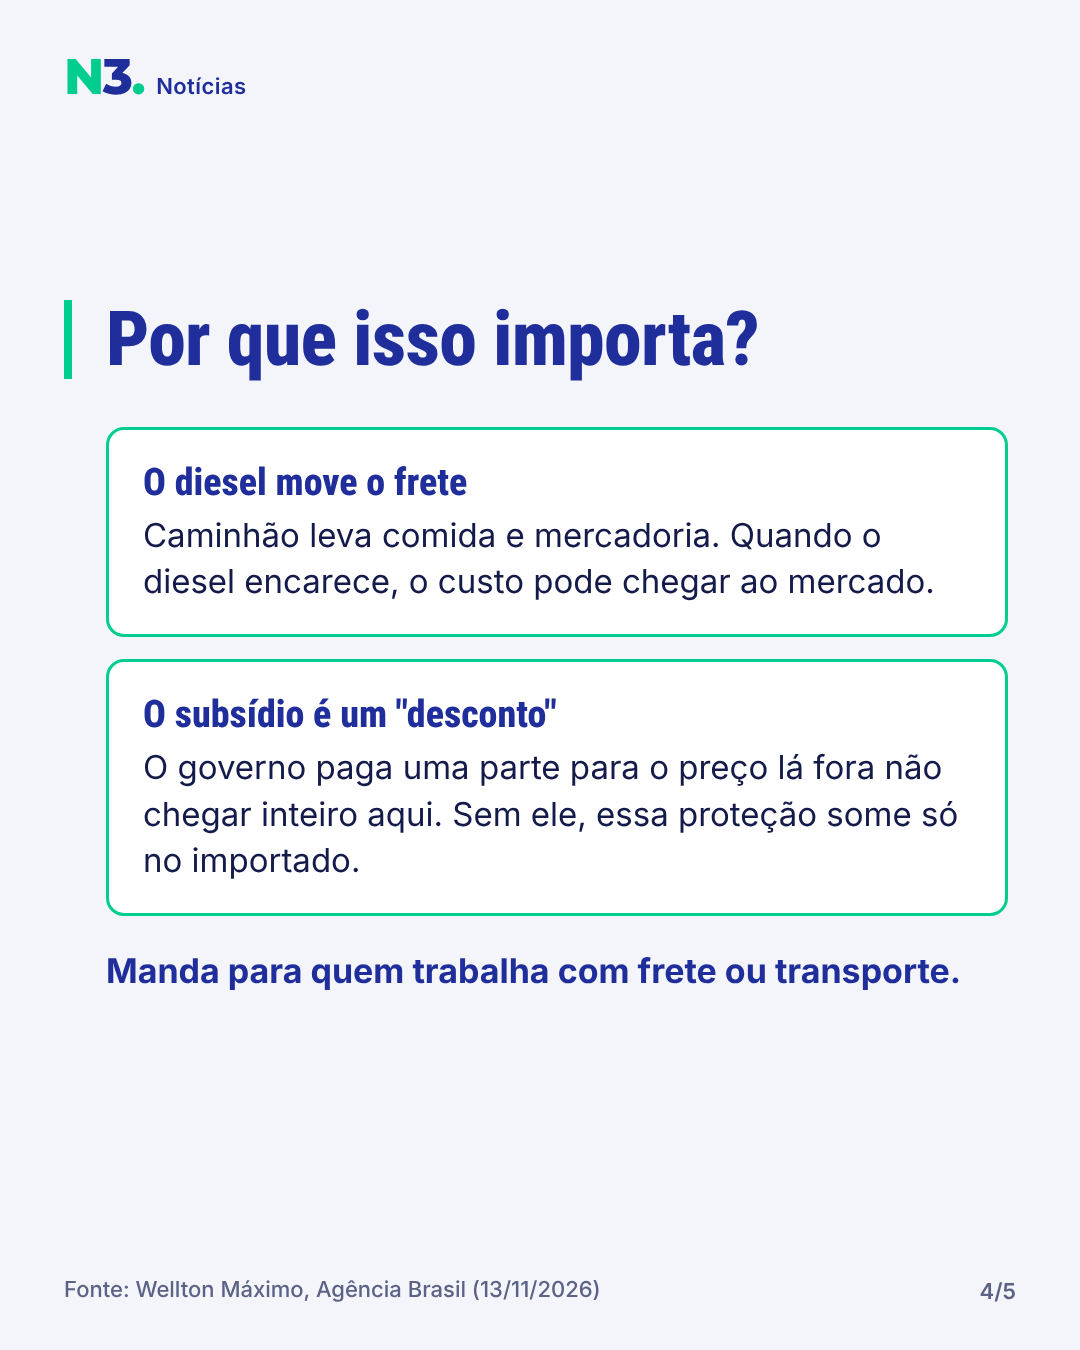 N3. Notícias
Por que isso importa?
O diesel move o frete
Caminhão leva comida e mercadoria. Quando o
diesel encarece, o custo pode chegar ao mercado.
O subsídio é um "desconto"
O governo paga uma parte para o preço lá fora não
chegar inteiro aqui. Sem ele, essa proteção some só
no importado.
Manda para quem trabalha com frete ou transporte.
Fonte: Wellton Máximo, Agência Brasil (13/11/2026)
4/5